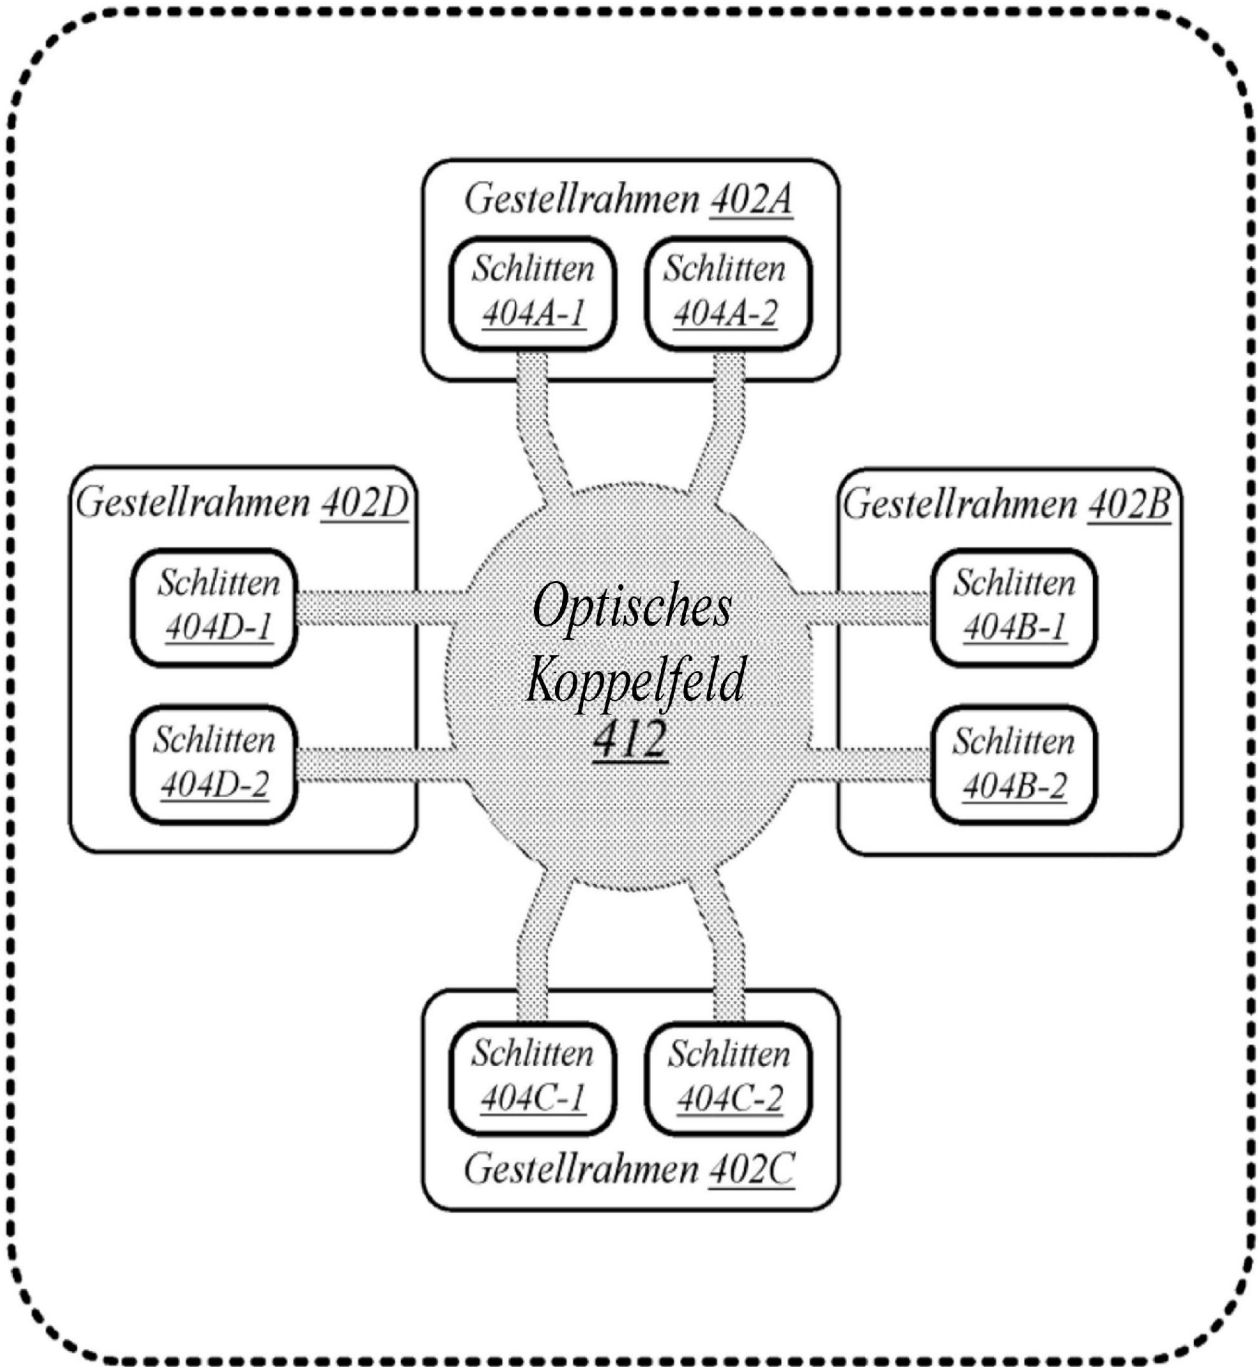 Gestellrahmen 402A
Schlitten
404A-1
Schlitten
404A-2
Gestellrahmen 402D
Schlitten
404D-1
Schlitten
404D-2
Optisches
Koppelfeld
412
Gestellrahmen 402B
Schlitten
404B-1
Schlitten
404B-2
Schlitten
404C-1
Schlitten
404C-2
Gestellrahmen 402C